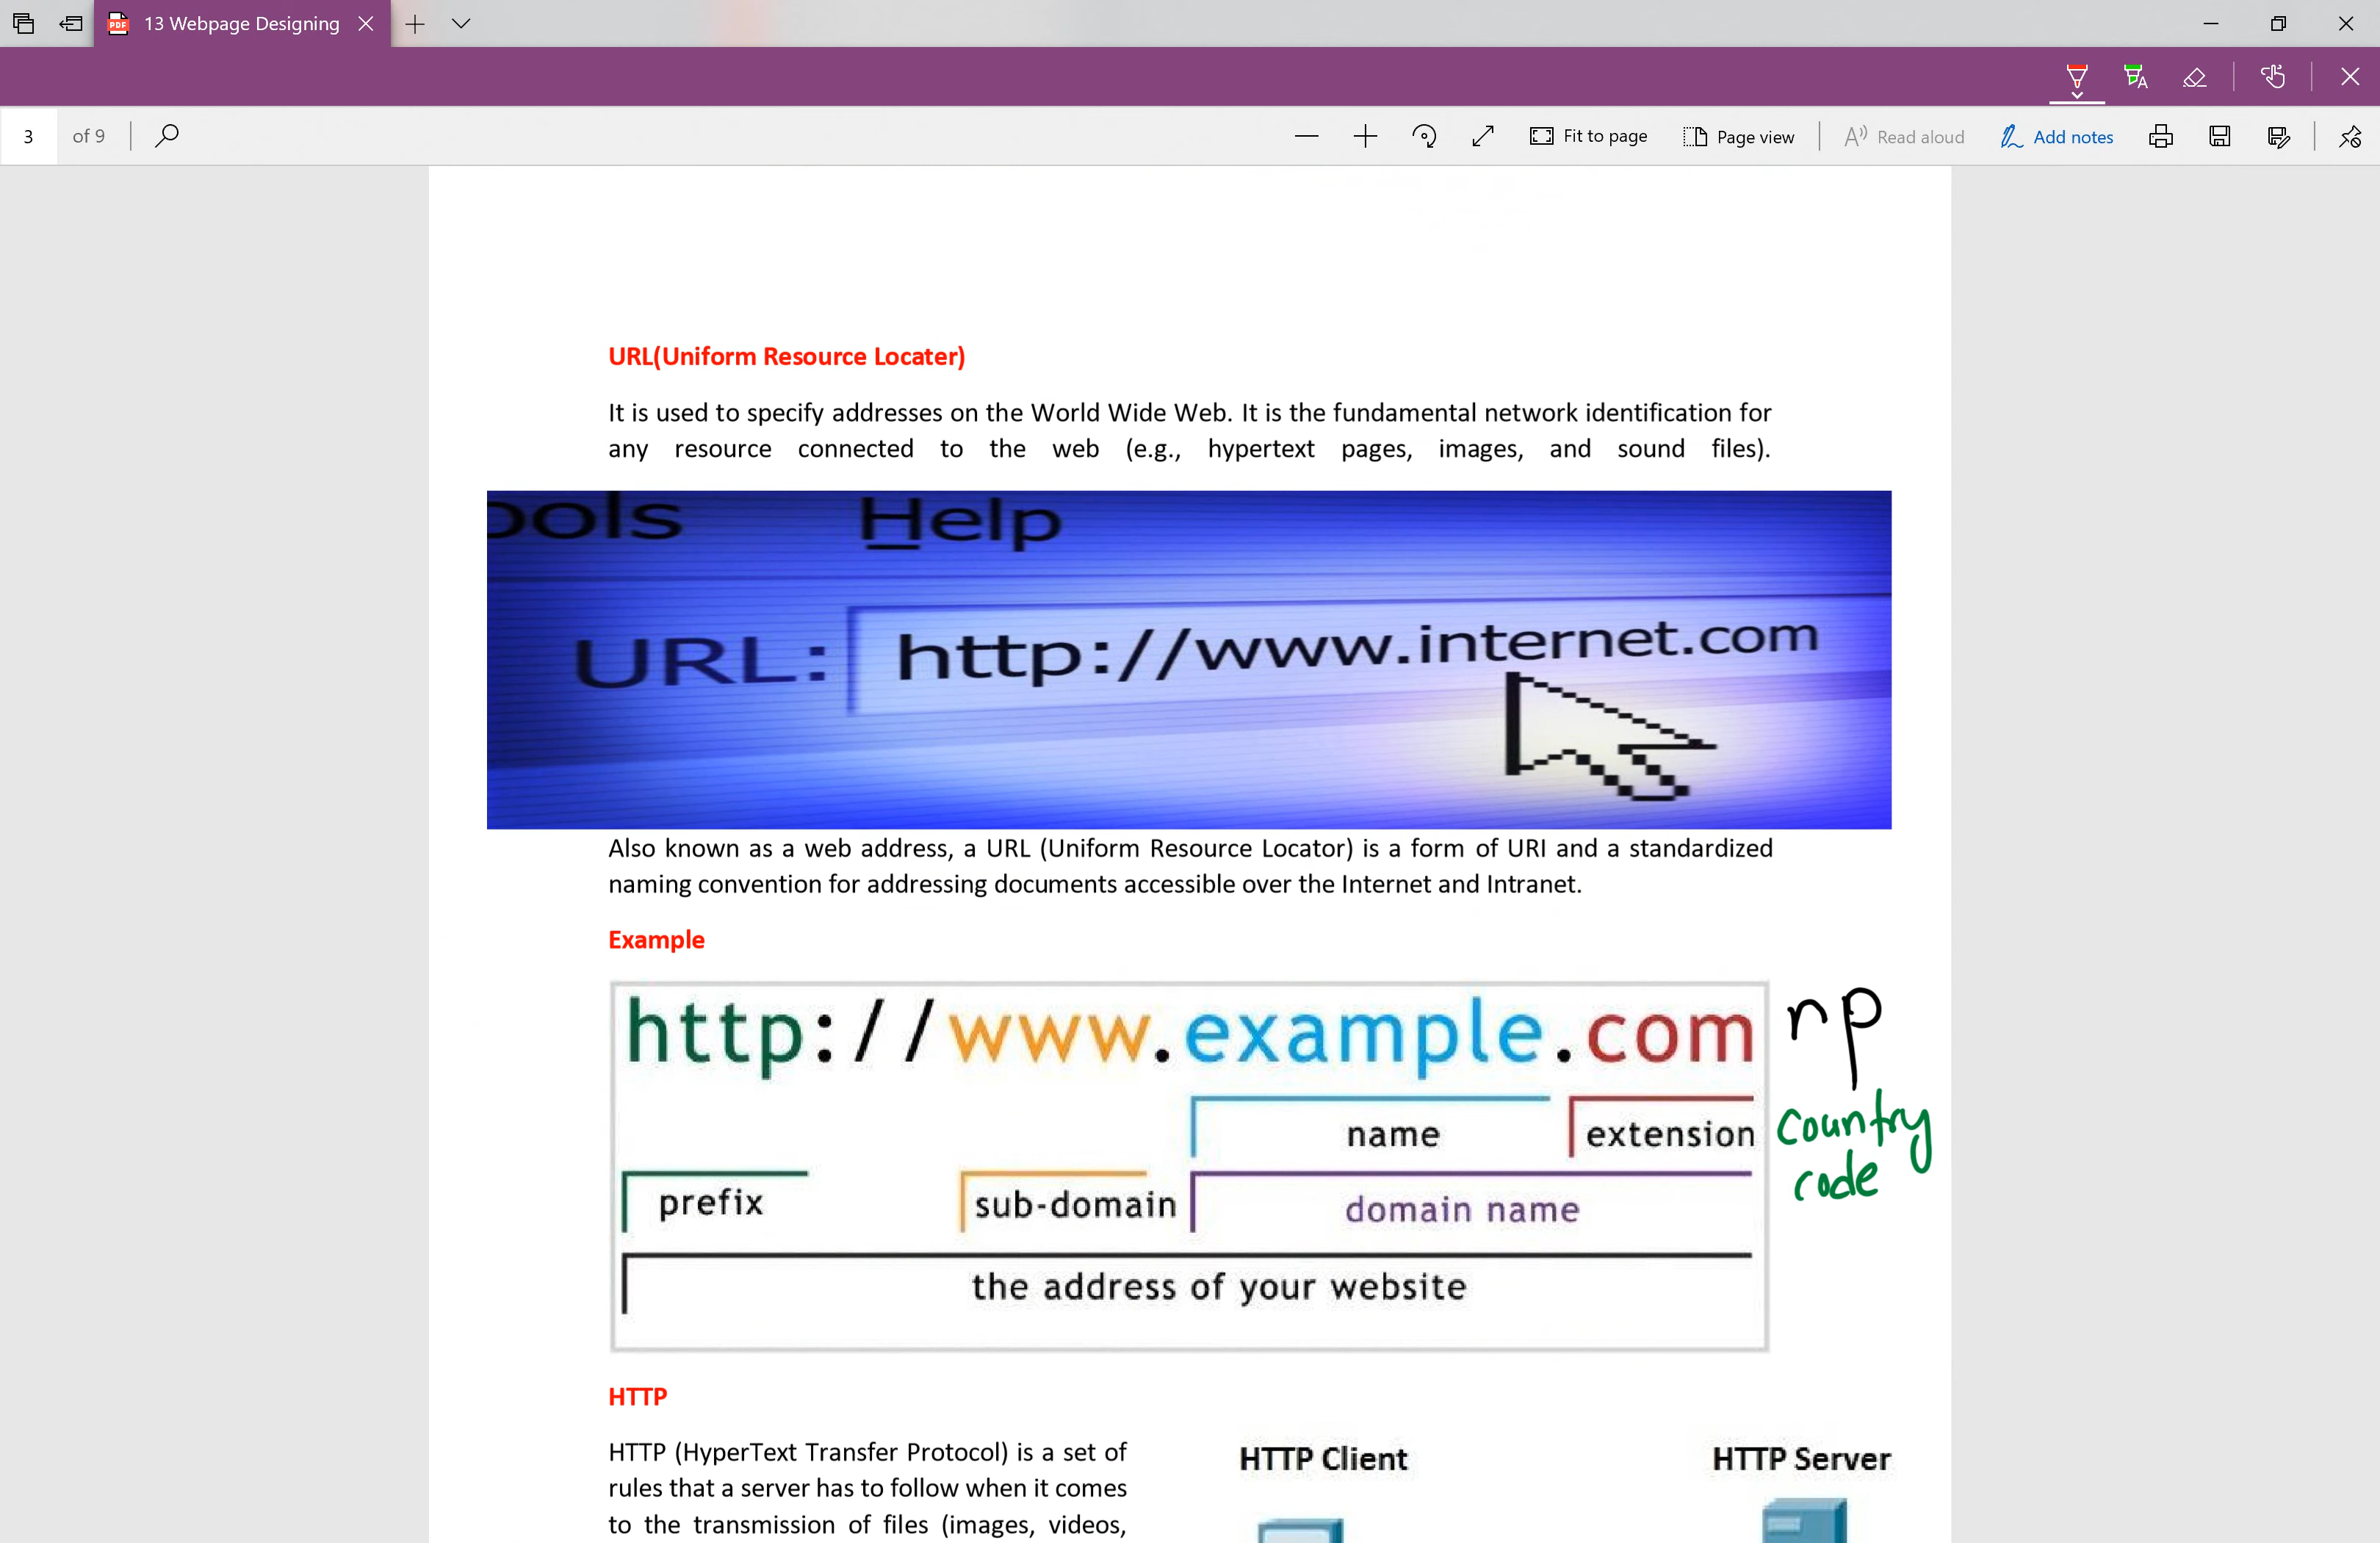 13 Webpage Designing
3 of 9
Fit to page
Page view
Read aloud
Add notes
URL(Uniform Resource Locater)
It is used to specify addresses on the World Wide Web. It is the fundamental network identification for
any resource connected to the web (e.g., hypertext pages, images, and sound files).
ools Help
URL: http://www.internet.com
Also known as a web address, a URL (Uniform Resource Locator) is a form of URI and a standardized
naming convention for addressing documents accessible over the Internet and Intranet.
Example
http://www.example.com np
name extension country
prefix sub-domain domain name code
the address of your website
HTTP
HTTP (HyperText Transfer Protocol) is a set of
rules that a server has to follow when it comes
to the transmission of files (images, videos,
HTTP Client HTTP Server